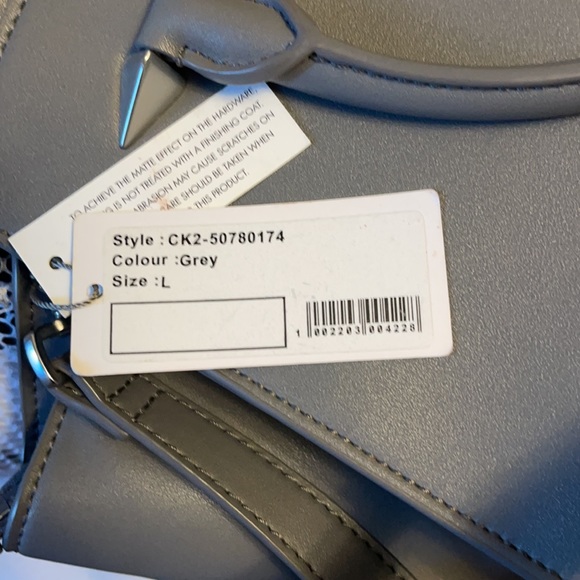 TO ACHIEVE THE MATTE EFFECT ON THE HARDWARE,
IS NOT TREATED WITH A FINISHING COAT.
ABRASION MAY CAUSE SCRATCHES ON
SHOULD BE TAKEN WHEN
THIS PRODUCT.
Style : CK2-50780174
Colour :Grey
Size : L
1 002203 004228